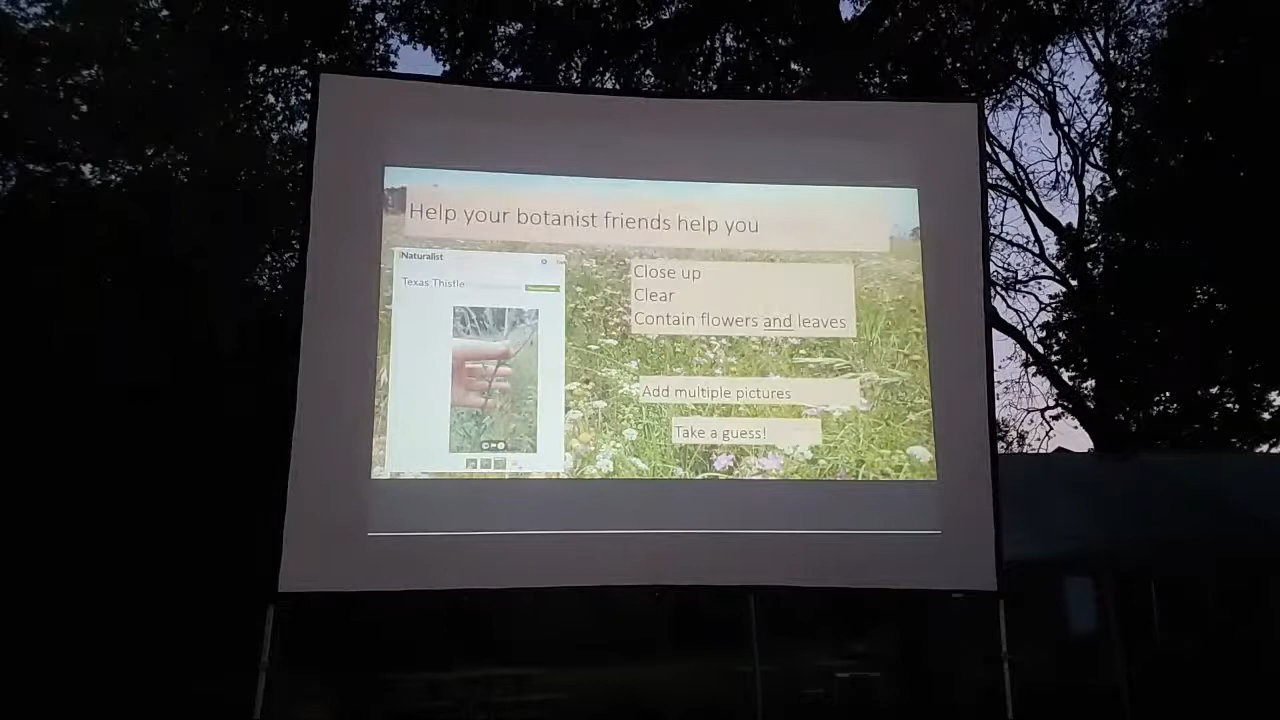 Help your botanist friends help you
iNaturalist
Texas Thistle
Close up
Clear
Contain flowers and leaves
Add multiple pictures
Take a guess!